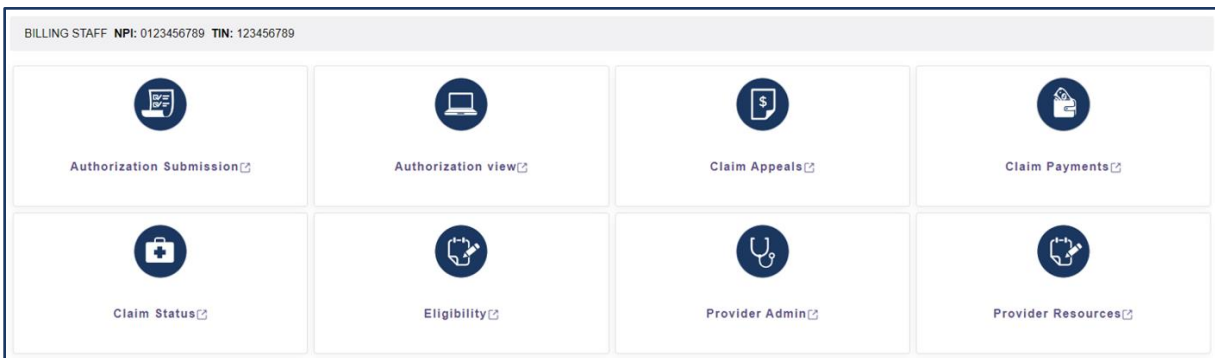 BILLING STAFF NPI: 0123456789 TIN: 123456789
$
Authorization Submission
Authorization view
Claim Appeals
Claim Payments
Claim Status
Eligibility
Provider Admin
Provider Resources